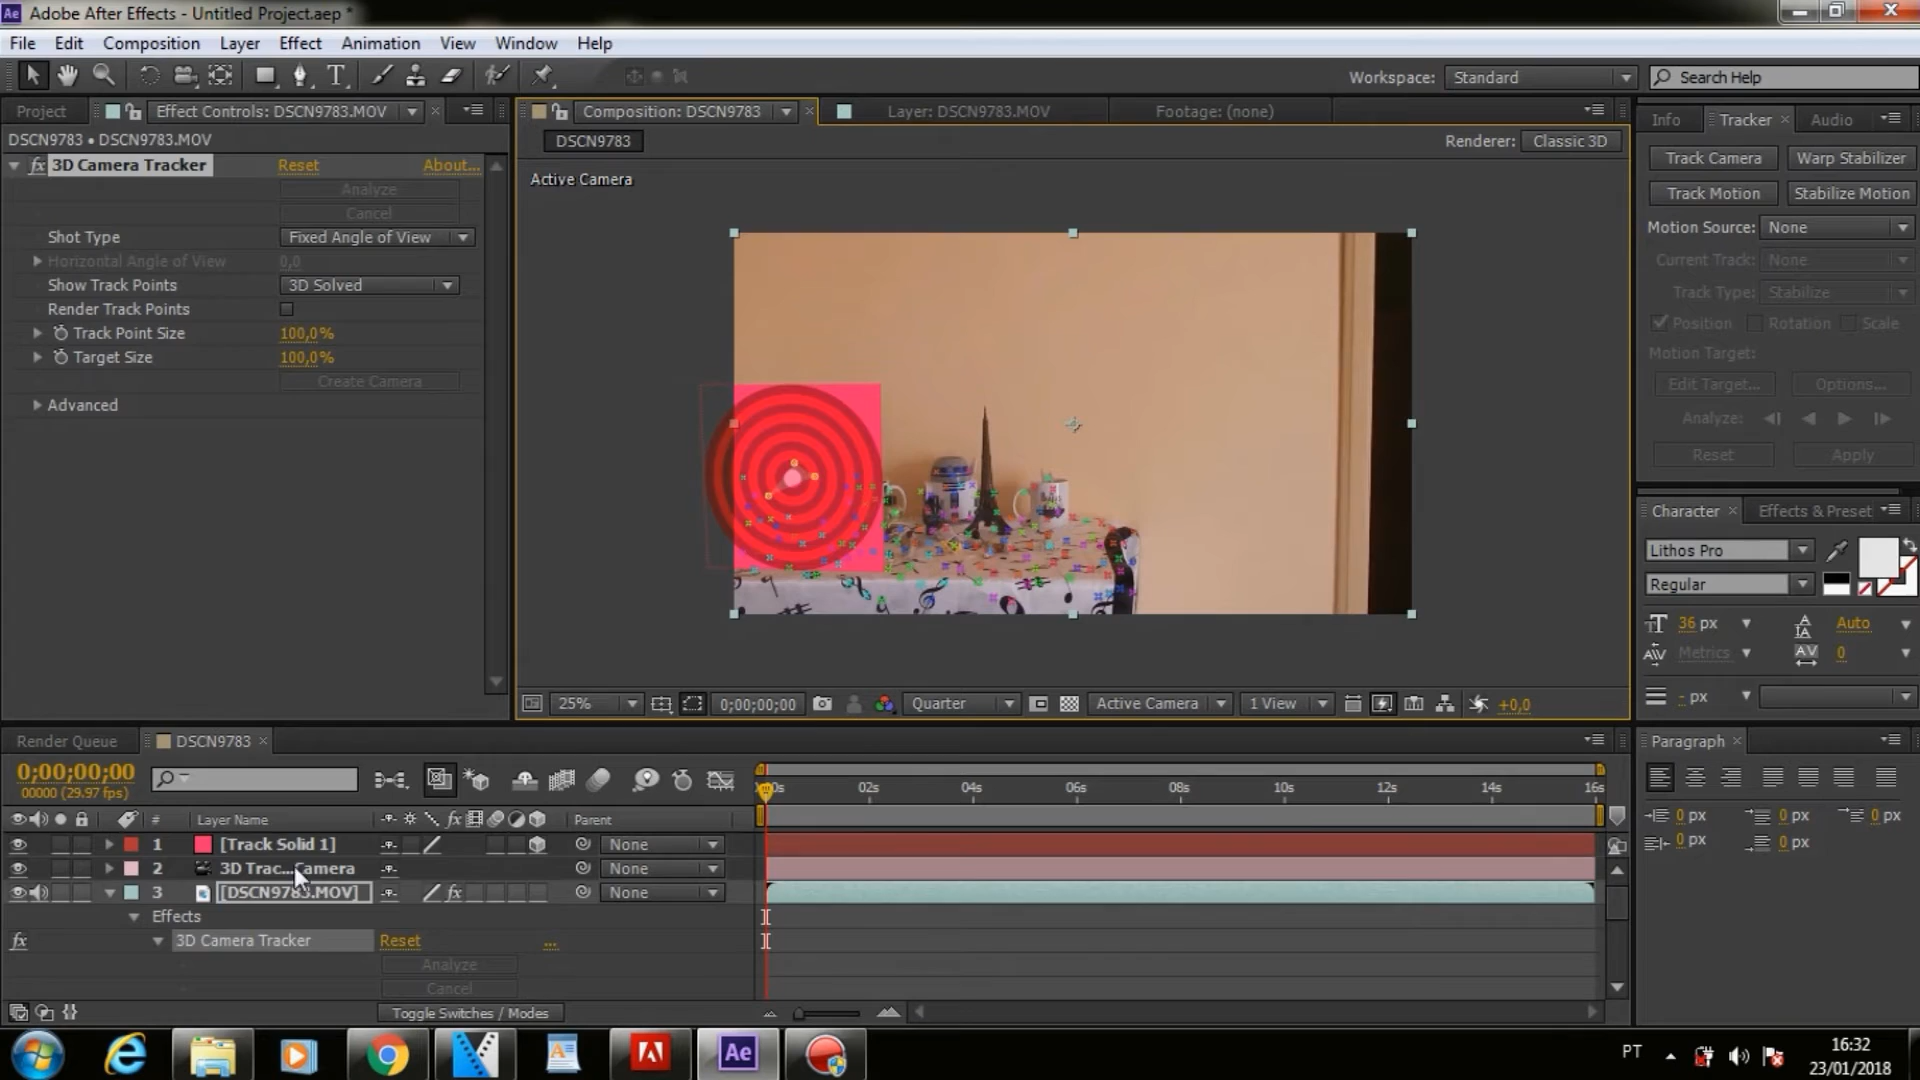 Adobe After Effects - Untitled Project.aep *
File Edit Composition Layer Effect Animation View Window Help
Workspace: Standard Search Help
Project Effect Controls: DSCN9783.MOV
Composition: DSCN9783 Layer: DSCN9783.MOV Footage: (none)
Info Tracker Audio
DSCN9783 • DSCN9783.MOV
DSCN9783 Renderer: Classic 3D
fx 3D Camera Tracker Reset About...
Analyze
Cancel
Shot Type Fixed Angle of View
Horizontal Angle of View 0,0
Show Track Points 3D Solved
Render Track Points
Track Point Size 100,0%
Target Size 100,0%
Create Camera
Advanced
Active Camera
Track Camera Warp Stabilizer
Track Motion Stabilize Motion
Motion Source: None
Current Track: None
Track Type: Stabilize
Position Rotation Scale
Motion Target:
Edit Target... Options...
Analyze:
Reset Apply
Character Effects & Preset
Lithos Pro
Regular
36 px Auto
Metrics 0
- px
25% 0;00;00;00 Quarter Active Camera 1 View +0,0
Render Queue DSCN9783
0;00;00;00
00000 (29.97 fps)
02s 04s 06s 08s 10s 12s 14s 16s
# Layer Name fx Parent
1 [Track Solid 1] None
2 3D Trac...Camera None
3 [DSCN9783.MOV] fx None
Effects
fx 3D Camera Tracker Reset ...
Analyze
Cancel
Toggle Switches / Modes
Paragraph
0 px 0 px 0 px
0 px 0 px
Ae
PT
16:32
23/01/2018